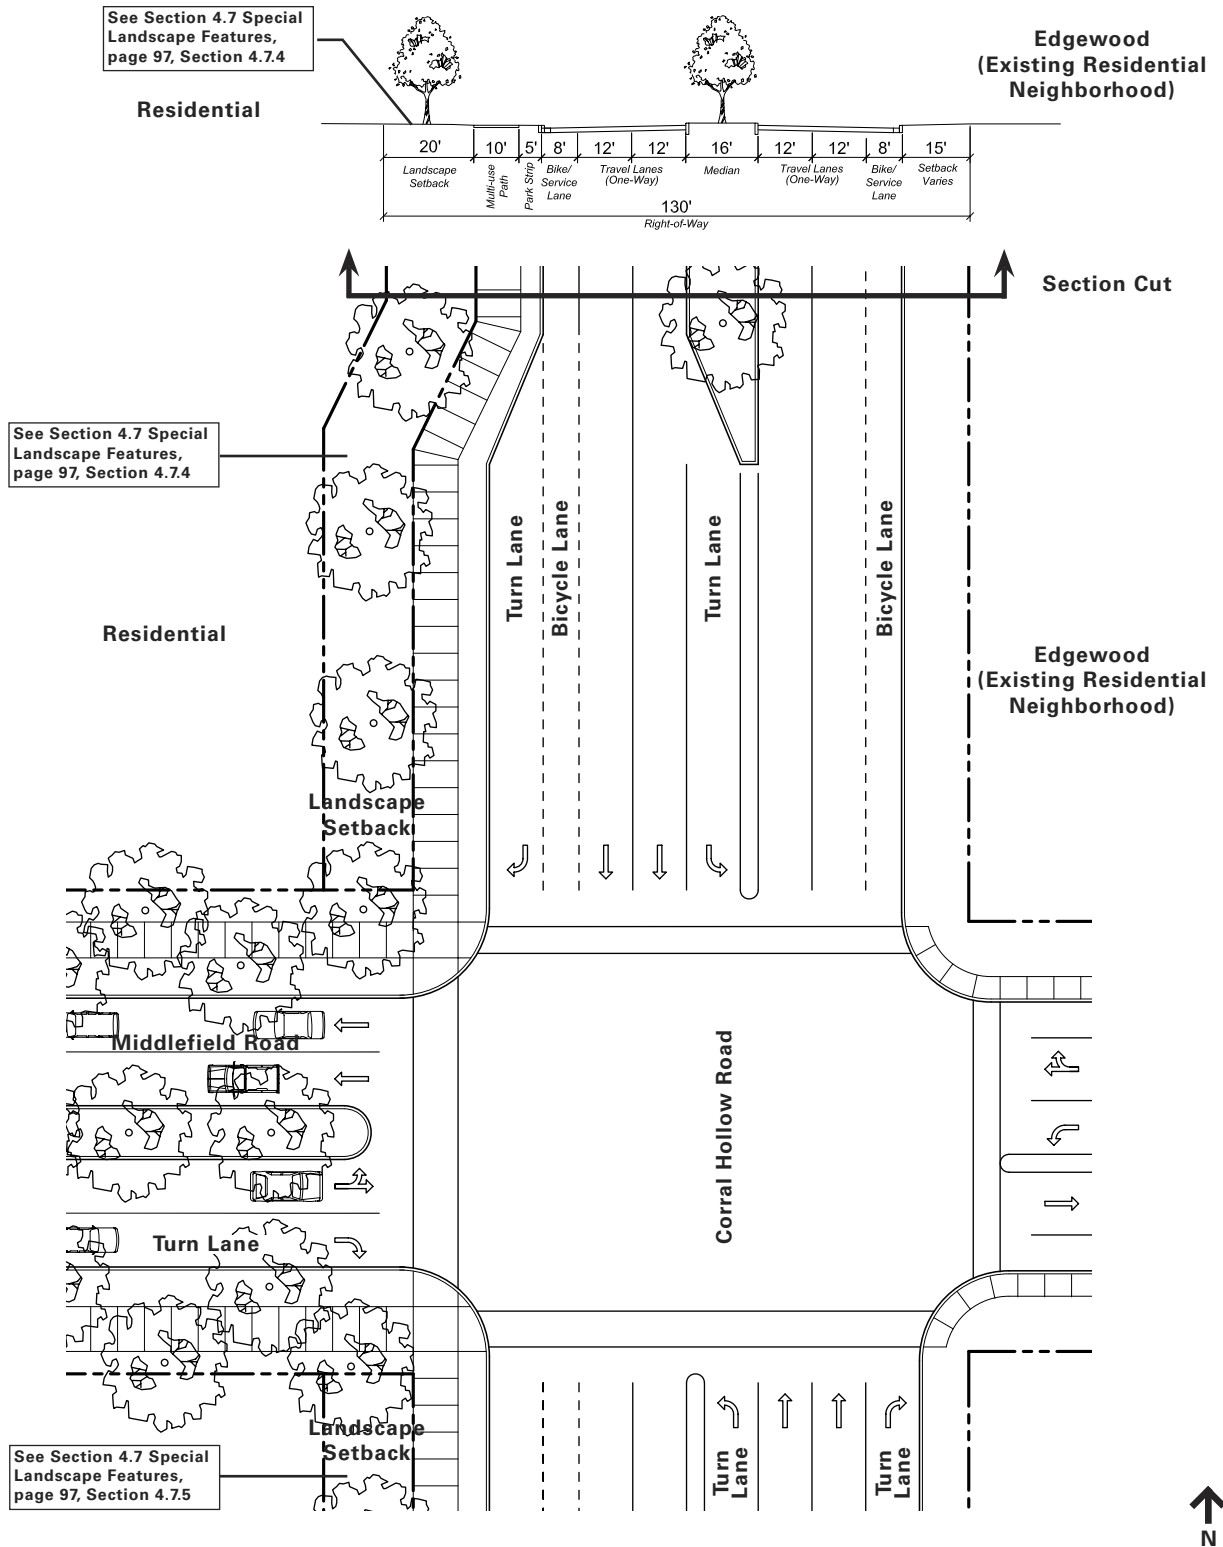 See Section 4.7 Special
Landscape Features,
page 97, Section 4.7.4
Residential
Edgewood
(Existing Residential
Neighborhood)
20' 10' 5' 8' 12' 12' 16' 12' 12' 8' 15'
Landscape
Setback
Multi-use
Path
Park Strip
Bike/
Service
Lane
Travel Lanes
(One-Way)
Median
Travel Lanes
(One-Way)
Bike/
Service
Lane
Setback
Varies
130'
Right-of-Way
Section Cut
See Section 4.7 Special
Landscape Features,
page 97, Section 4.7.4
Turn Lane
Bicycle Lane
Turn Lane
Bicycle Lane
Residential
Edgewood
(Existing Residential
Neighborhood)
Landscape
Setback
Middlefield Road
Corral Hollow Road
Turn Lane
Landscape
Setback
See Section 4.7 Special
Landscape Features,
page 97, Section 4.7.5
Turn
Lane
Turn
Lane
N